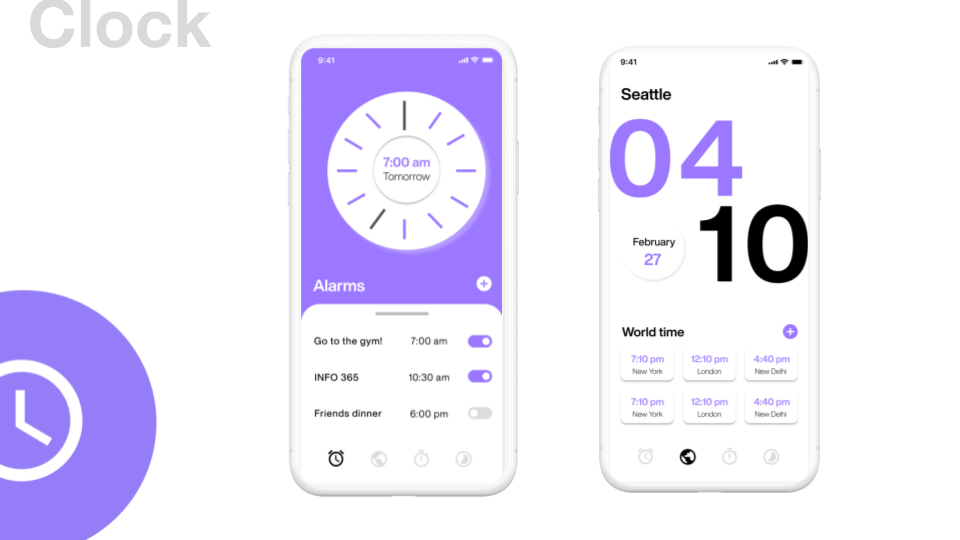 Clock
9:41
7:00 am
Tomorrow
Alarms
Go to the gym! 7:00 am
INFO 365 10:30 am
Friends dinner 6:00 pm
9:41
Seattle
04
10
February
27
World time
7:10 pm 12:10 pm 4:40 pm
New York London New Delhi
7:10 pm 12:10 pm 4:40 pm
New York London New Delhi